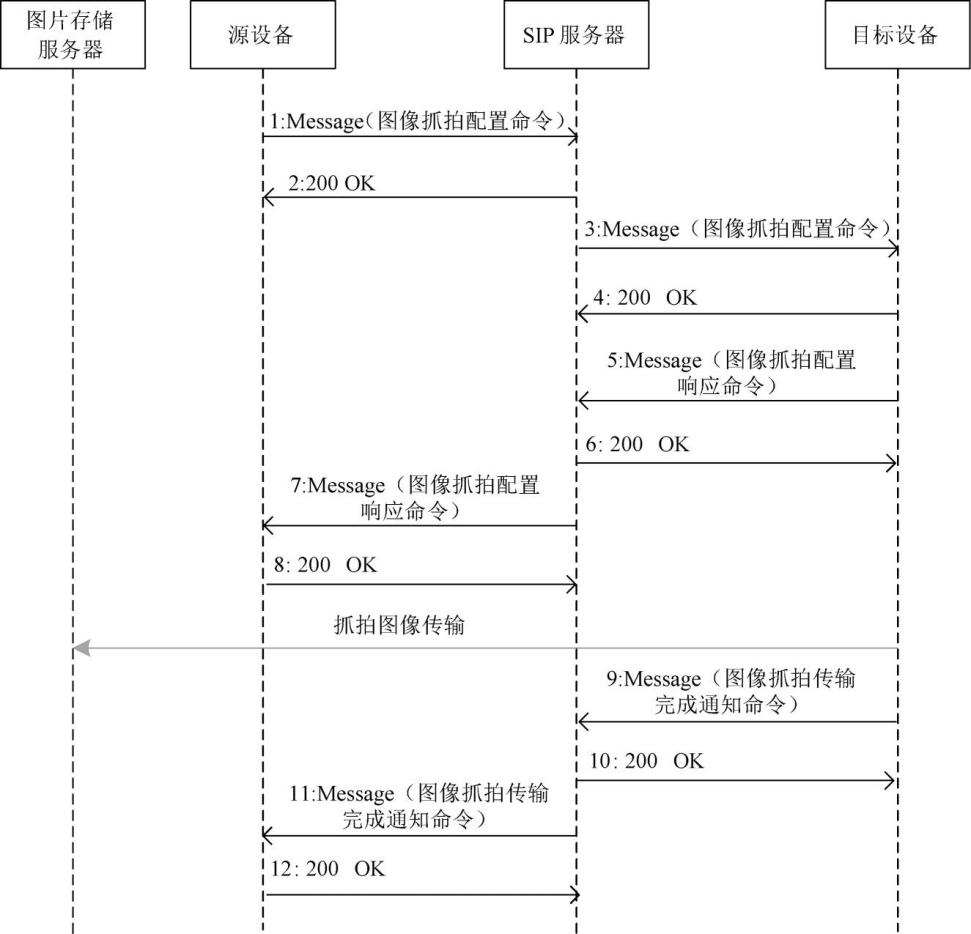 图片存储
服务器
源设备
SIP 服务器
目标设备
1:Message(图像抓拍配置命令)
2:200 OK
3:Message（图像抓拍配置命令）
4: 200 OK
5:Message（图像抓拍配置
响应命令）
6: 200 OK
7:Message（图像抓拍配置
响应命令）
8: 200 OK
抓拍图像传输
9:Message（图像抓拍传输
完成通知命令）
10: 200 OK
11:Message（图像抓拍传输
完成通知命令）
12: 200 OK